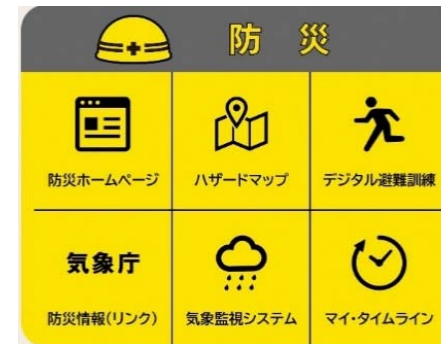 防災
防災ホームページ
ハザードマップ
デジタル避難訓練
気象庁
防災情報(リンク)
気象監視システム
マイ・タイムライン